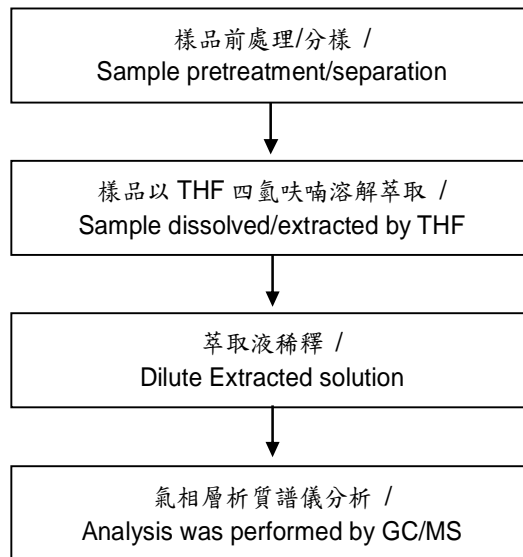 樣品前處理/分樣 /
Sample pretreatment/separation
樣品以 THF 四氫呋喃溶解萃取 /
Sample dissolved/extracted by THF
萃取液稀釋 /
Dilute Extracted solution
氣相層析質譜儀分析 /
Analysis was performed by GC/MS